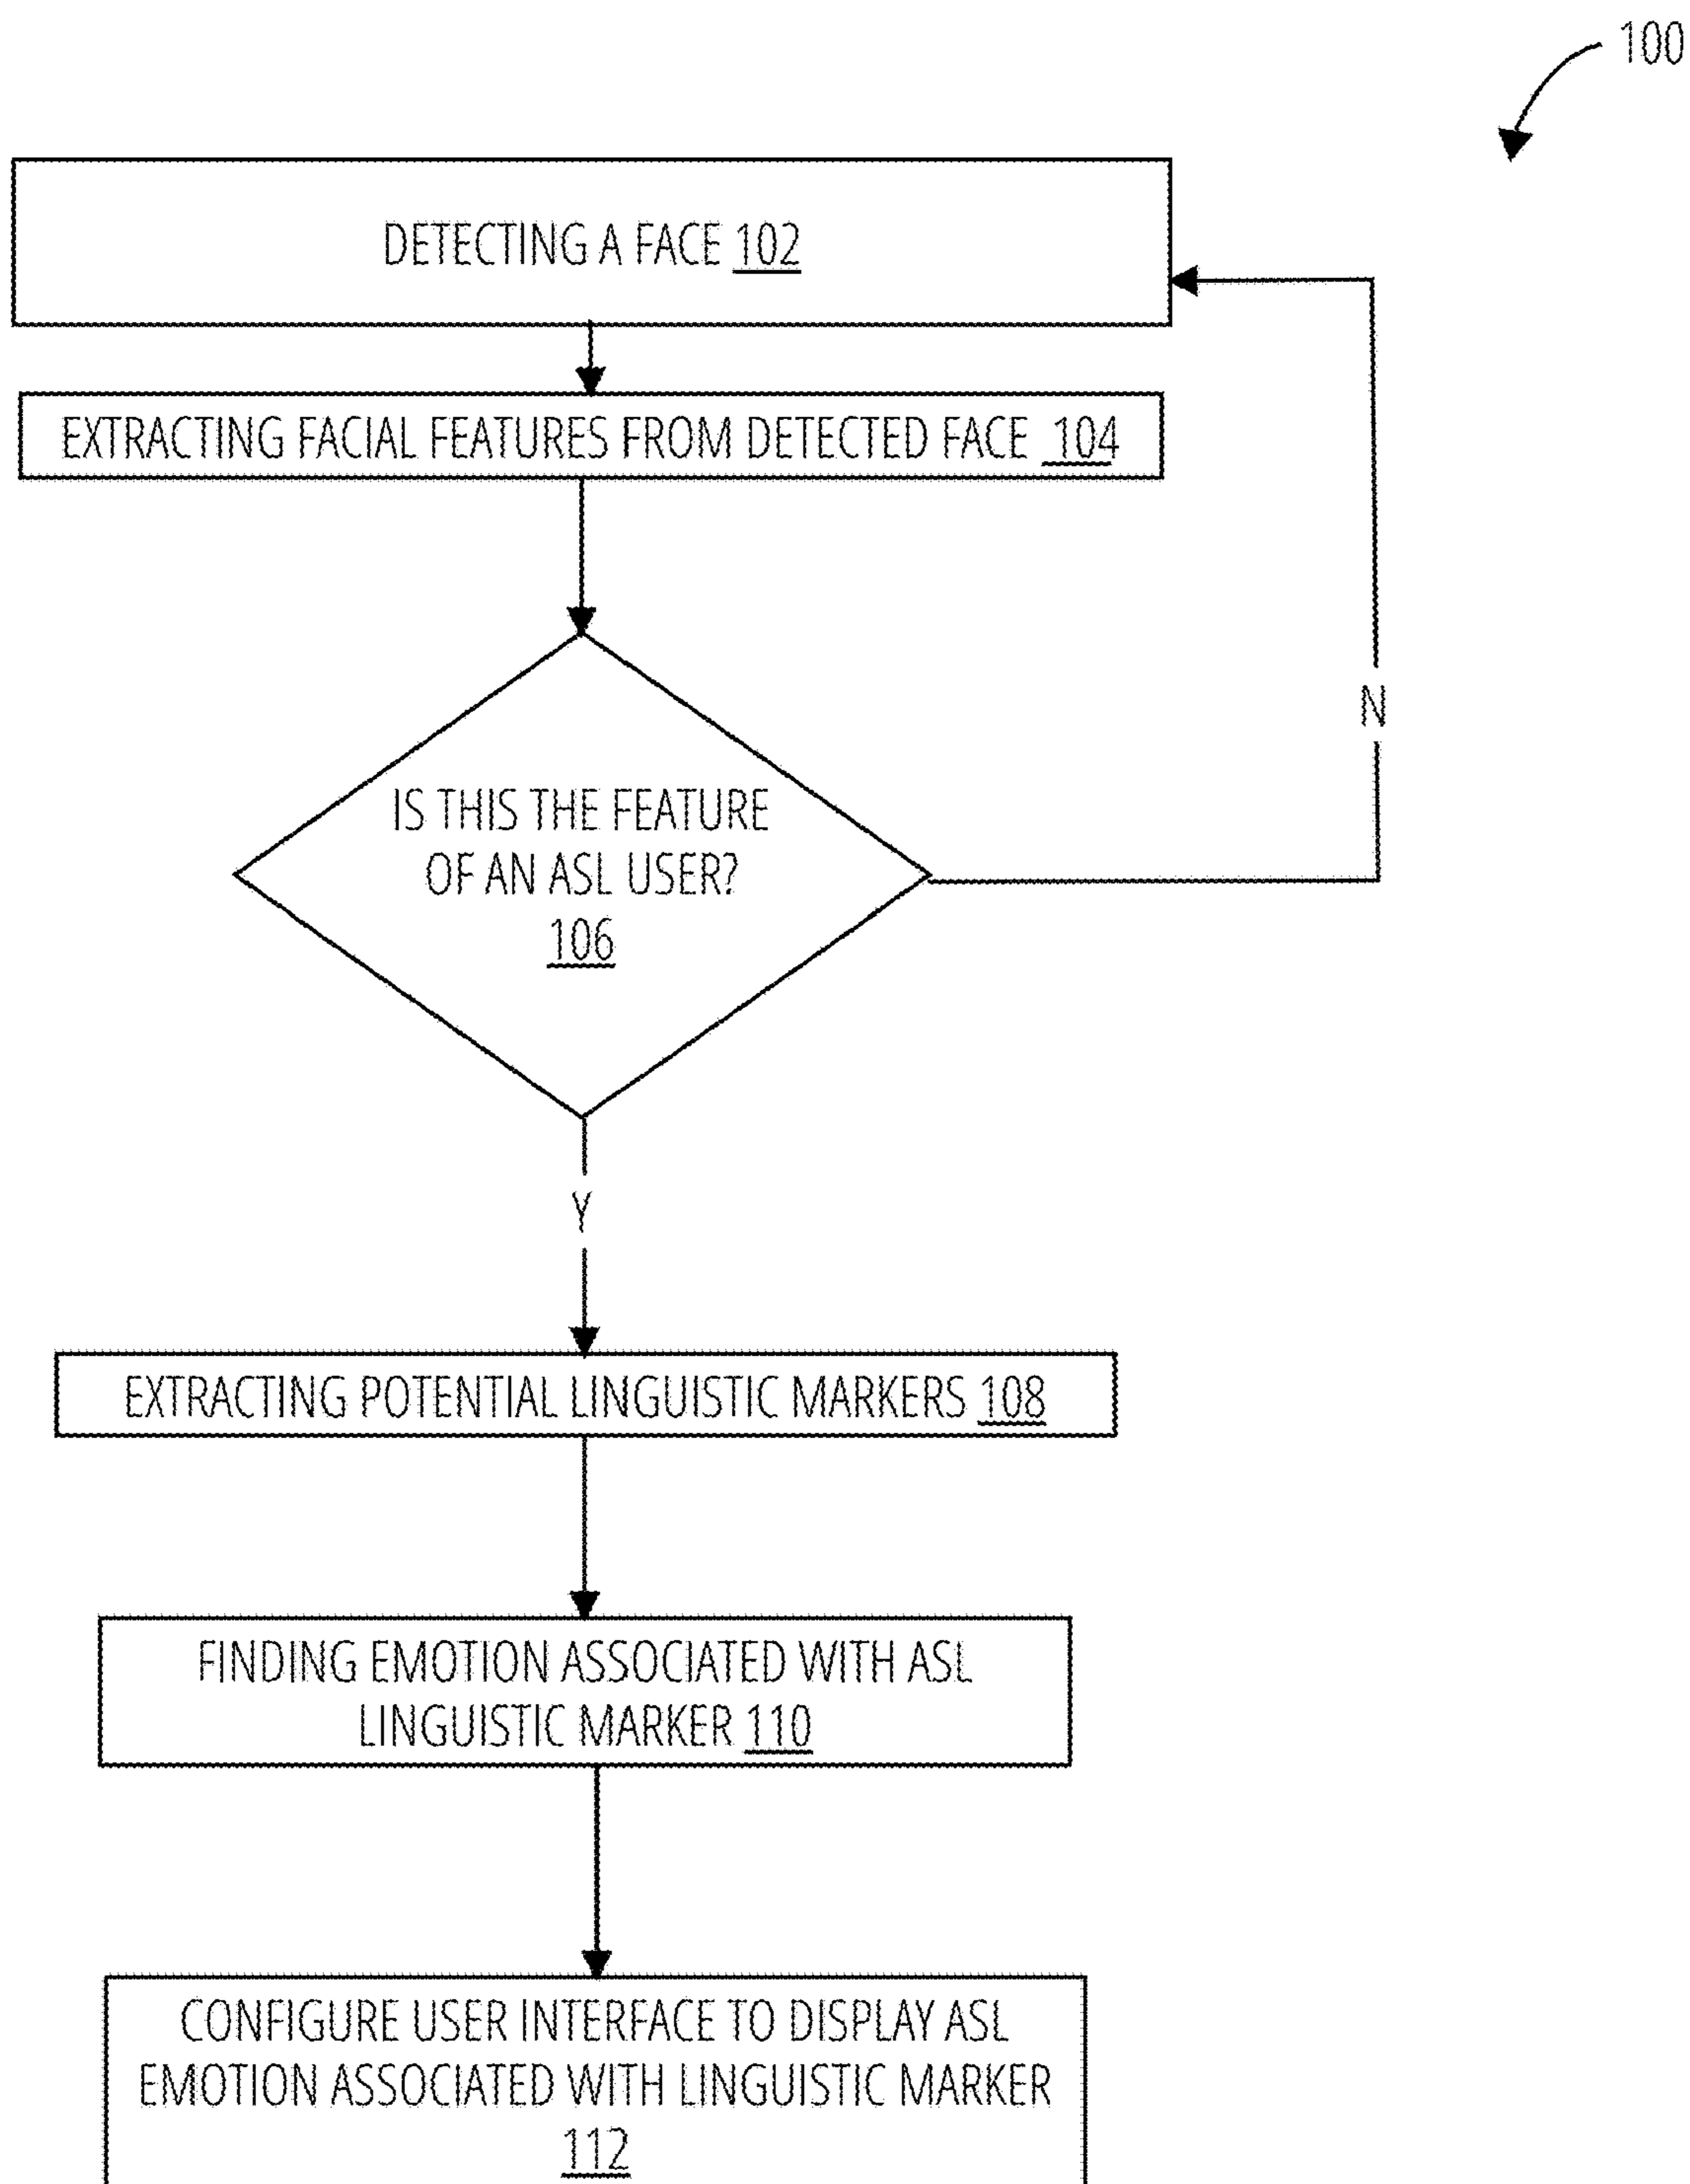 100
DETECTING A FACE 102
EXTRACTING FACIAL FEATURES FROM DETECTED FACE 104
IS THIS THE FEATURE
OF AN ASL USER?
106
N
Y
EXTRACTING POTENTIAL LINGUISTIC MARKERS 108
FINDING EMOTION ASSOCIATED WITH ASL
LINGUISTIC MARKER 110
CONFIGURE USER INTERFACE TO DISPLAY ASL
EMOTION ASSOCIATED WITH LINGUISTIC MARKER
112